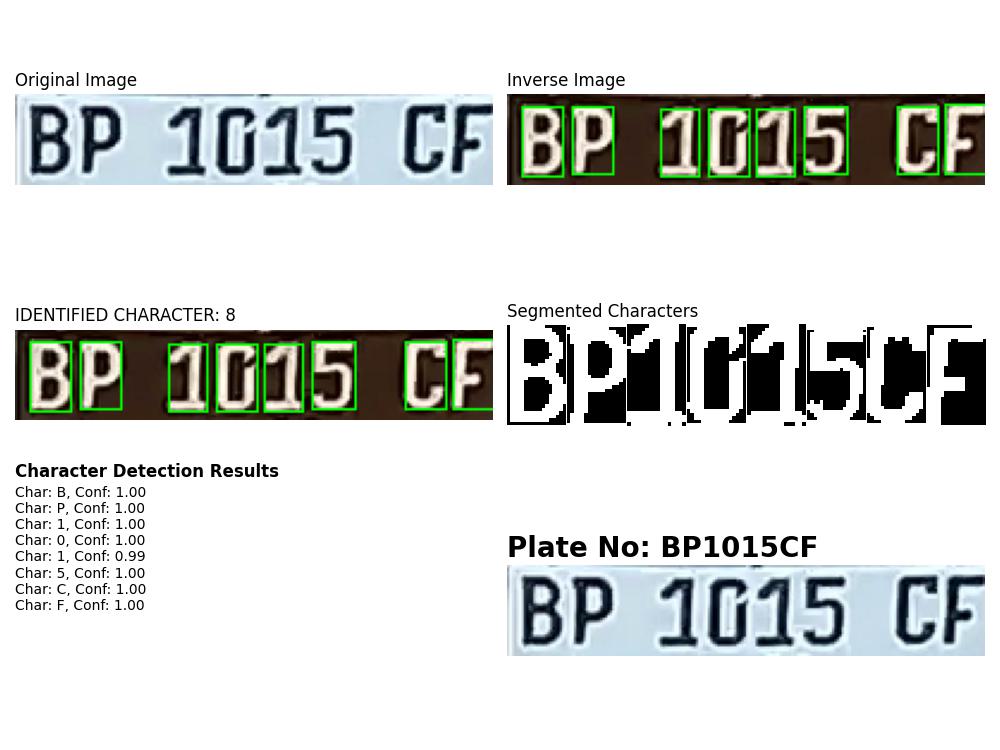 Original Image
BP 1015 CF
Inverse Image
BP 1015 CF
IDENTIFIED CHARACTER: 8
BP 1015 CF
Segmented Characters
BP1015CF
Character Detection Results
Char: B, Conf: 1.00
Char: P, Conf: 1.00
Char: 1, Conf: 1.00
Char: 0, Conf: 1.00
Char: 1, Conf: 0.99
Char: 5, Conf: 1.00
Char: C, Conf: 1.00
Char: F, Conf: 1.00
Plate No: BP1015CF
BP 1015 CF